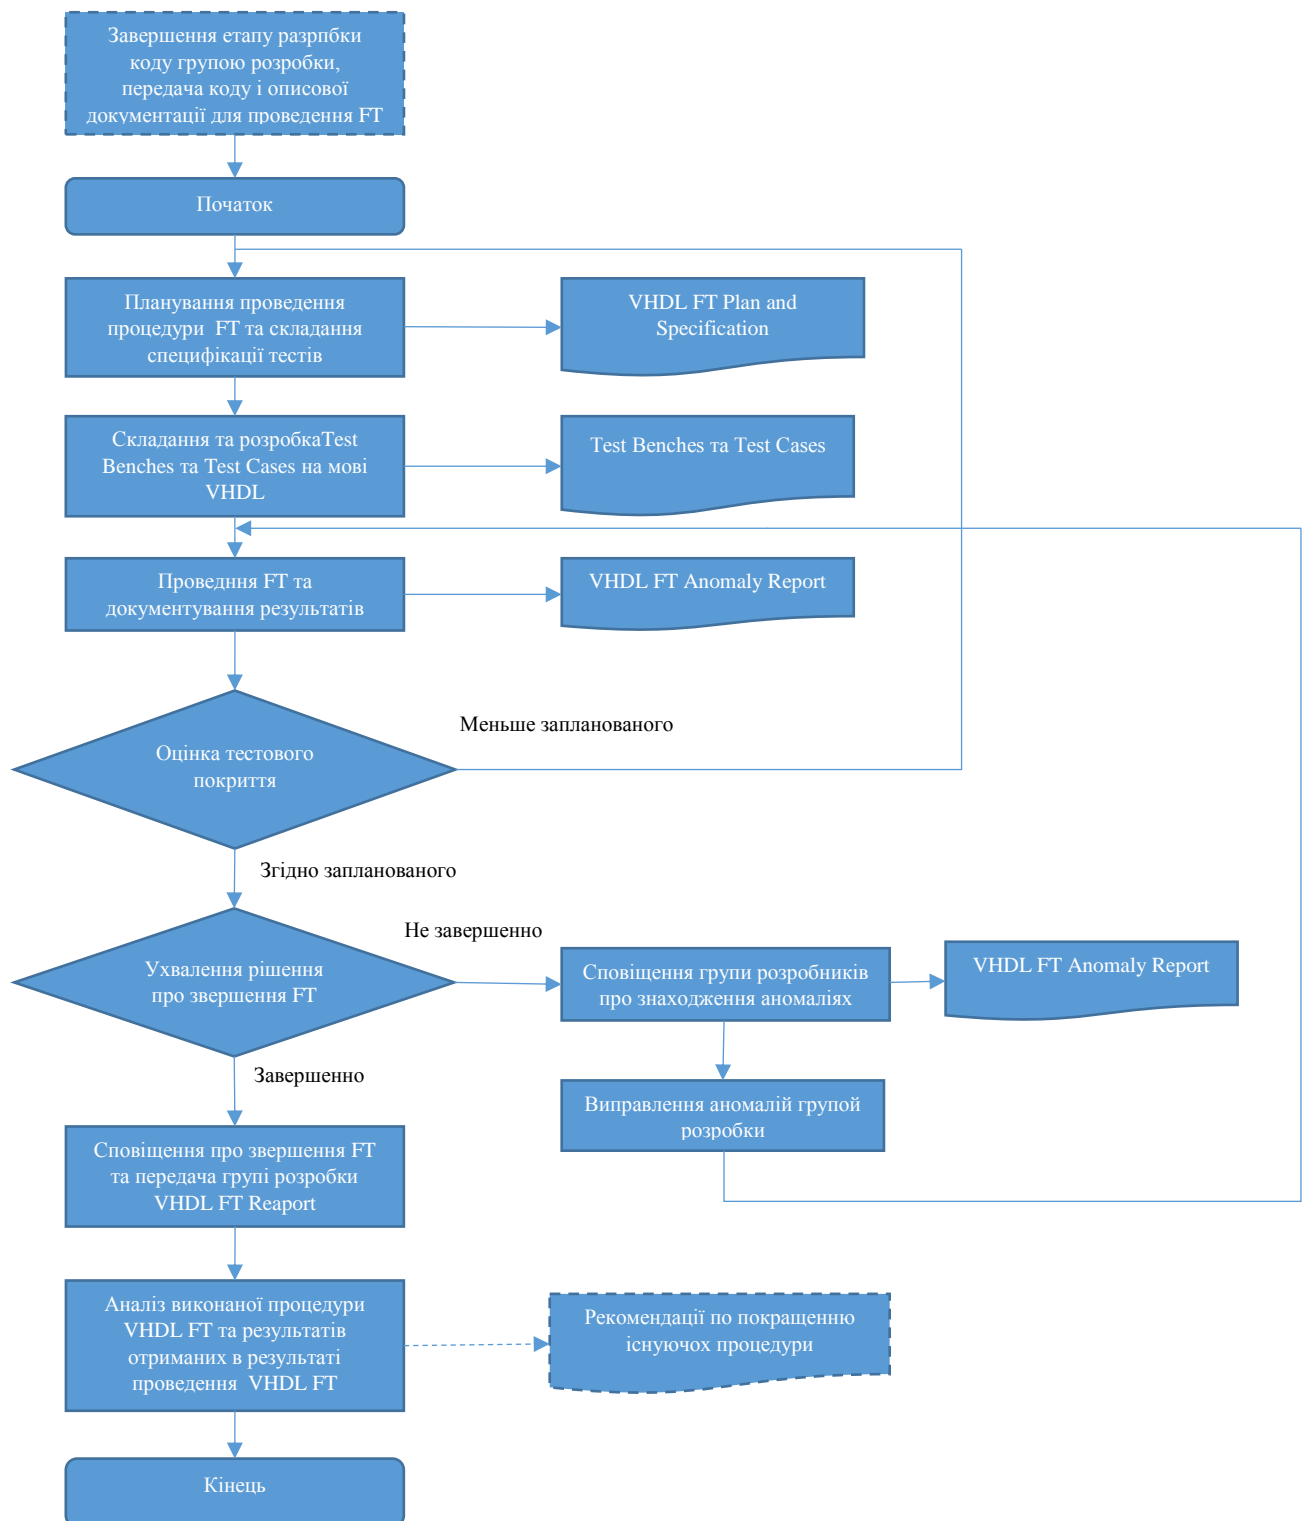 Завершення етапу разрпбки
коду групою розробки,
передача коду і описової
документації для проведення FT
Початок
Планування проведення
процедури FT та складання
специфікації тестів
VHDL FT Plan and
Specification
Складання та розробкаTest
Benches та Test Cases на мові
VHDL
Test Benches та Test Cases
Проведння FT та
документування результатів
VHDL FT Anomaly Report
Меньше запланованого
Оцінка тестового
покриття
Згідно запланованого
Не завершенно
Ухвалення рішення
про звершення FT
Сповіщення групи розробників
про знаходження аномаліях
VHDL FT Anomaly Report
Завершенно
Виправлення аномалій групой
розробки
Сповіщення про звершення FT
та передача групі розробки
VHDL FT Reaport
Аналіз виконаної процедури
VHDL FT та результатів
отриманих в результаті
проведення VHDL FT
Рекомендації по покращенню
існуючох процедури
Кінець